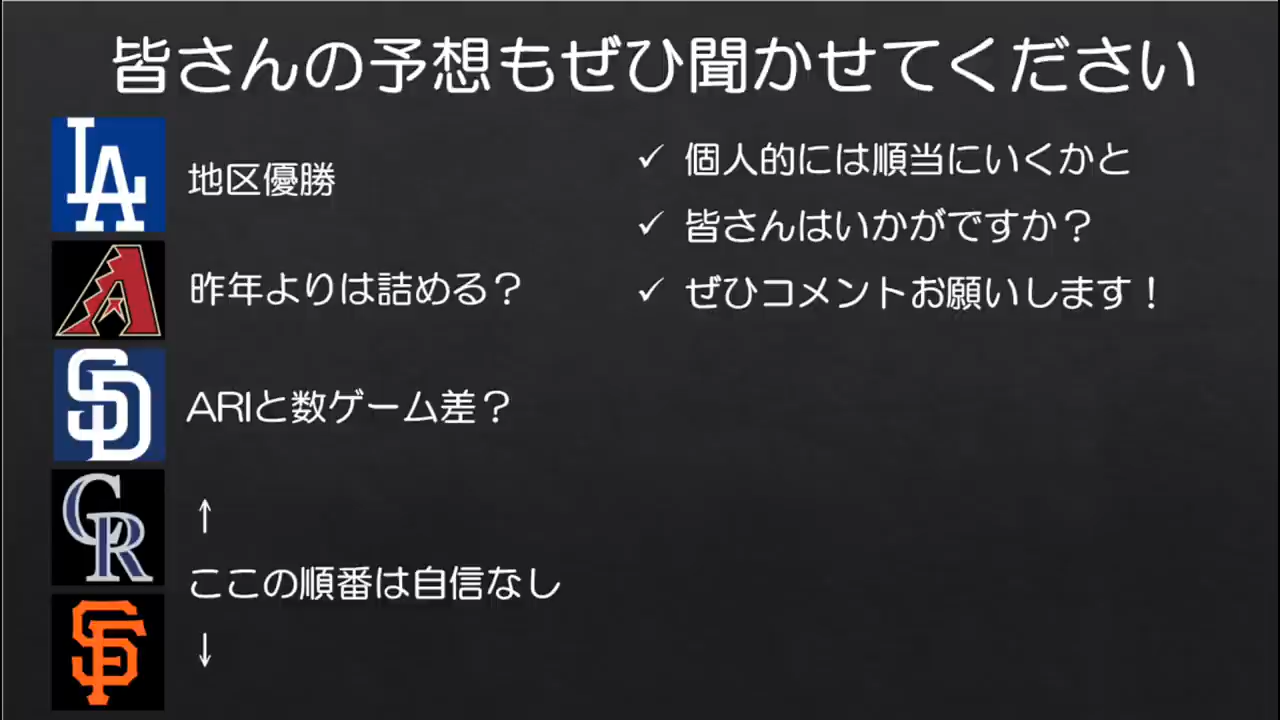 皆さんの予想もぜひ聞かせてください
LA
地区優勝
A
昨年よりは詰める？
SD
ARIと数ゲーム差？
CR
↑
ここの順番は自信なし
SF
↓
✓ 個人的には順当にいくかと
✓ 皆さんはいかがですか？
✓ ぜひコメントお願いします！